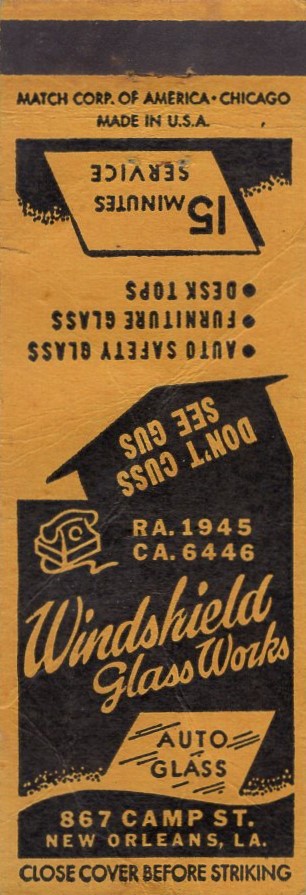 MATCH CORP. OF AMERICA • CHICAGO
MADE IN U.S.A.
15 MINUTES
SERVICE
• AUTO SAFETY GLASS
• FURNITURE GLASS
• DESK TOPS
DON'T CUSS
SEE GUS
RA. 1945
CA. 6446
Windshield
Glass Works
AUTO
GLASS
867 CAMP ST.
NEW ORLEANS, LA.
CLOSE COVER BEFORE STRIKING